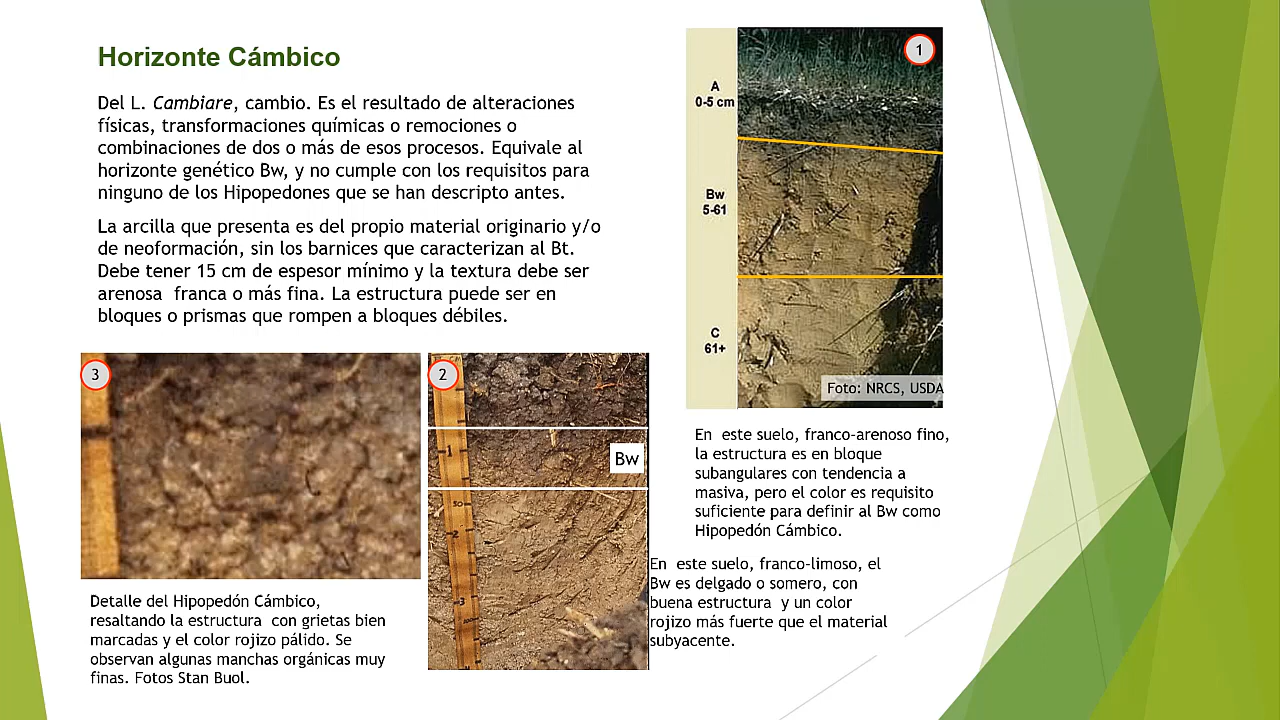 Horizonte Cámbico
Del L. Cambiare, cambio. Es el resultado de alteraciones
físicas, transformaciones químicas o remociones o
combinaciones de dos o más de esos procesos. Equivale al
horizonte genético Bw, y no cumple con los requisitos para
ninguno de los Hipopedones que se han descripto antes.
La arcilla que presenta es del propio material originario y/o
de neoformación, sin los barnices que caracterizan al Bt.
Debe tener 15 cm de espesor mínimo y la textura debe ser
arenosa franca o más fina. La estructura puede ser en
bloques o prismas que rompen a bloques débiles.
1
A
0-5 cm
Bw
5-61
C
61+
Foto: NRCS, USDA
En este suelo, franco-arenoso fino,
la estructura es en bloque
subangulares con tendencia a
masiva, pero el color es requisito
suficiente para definir al Bw como
Hipopedón Cámbico.
3
2
Bw
1
50
2
3
En este suelo, franco-limoso, el
Bw es delgado o somero, con
buena estructura y un color
rojizo más fuerte que el material
subyacente.
Detalle del Hipopedón Cámbico,
resaltando la estructura con grietas bien
marcadas y el color rojizo pálido. Se
observan algunas manchas orgánicas muy
finas. Fotos Stan Buol.